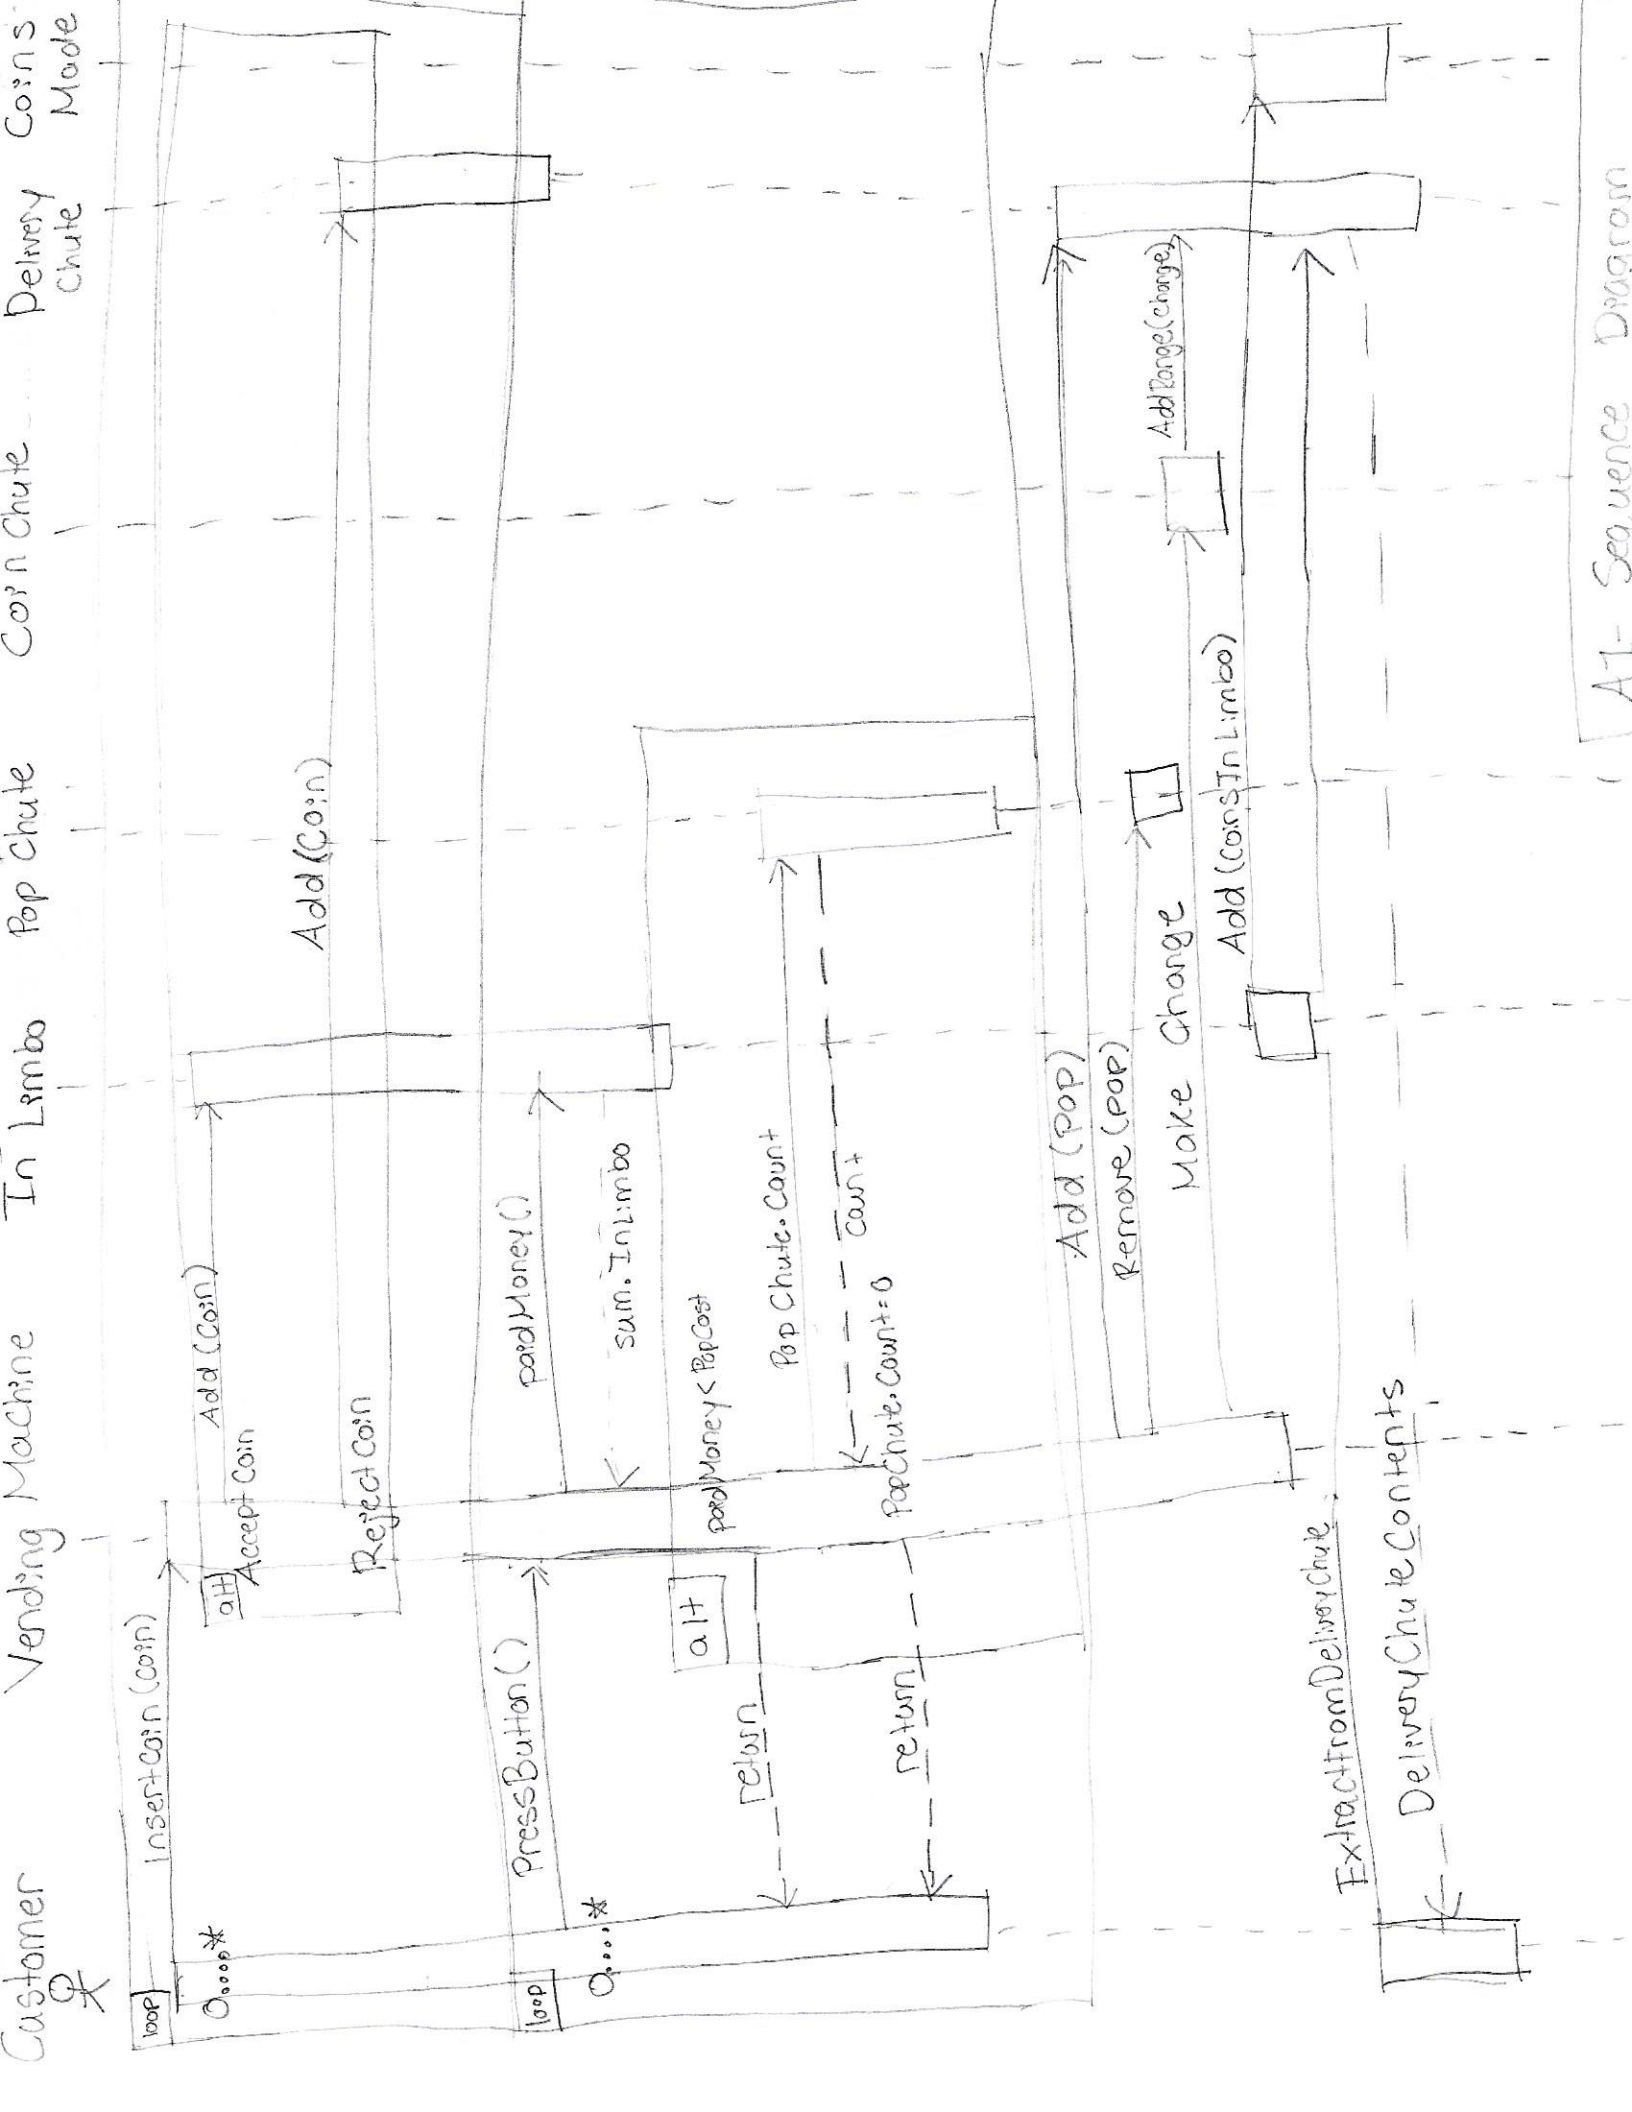 Customer
Vending Machine
In Limbo
Pop Chute
Coin Chute
Delivery
Chute
Coins
Made
loop
InsertCoin(coin)
0....*
alt
Add(Coin)
Accept Coin
Add(Coin)
Reject Coin
loop
PressButton()
0....*
paidMoney()
sum.InLimbo
alt
paidMoney<PopCost
return
PopChute.Count
Count
PopChute.Count=0
return
Add(pop)
Remove(pop)
Make Change
AddRange(change)
Add(CoinsInLimbo)
ExtractFromDeliveryChute
DeliveryChuteContents
A1- Sequence Diagram